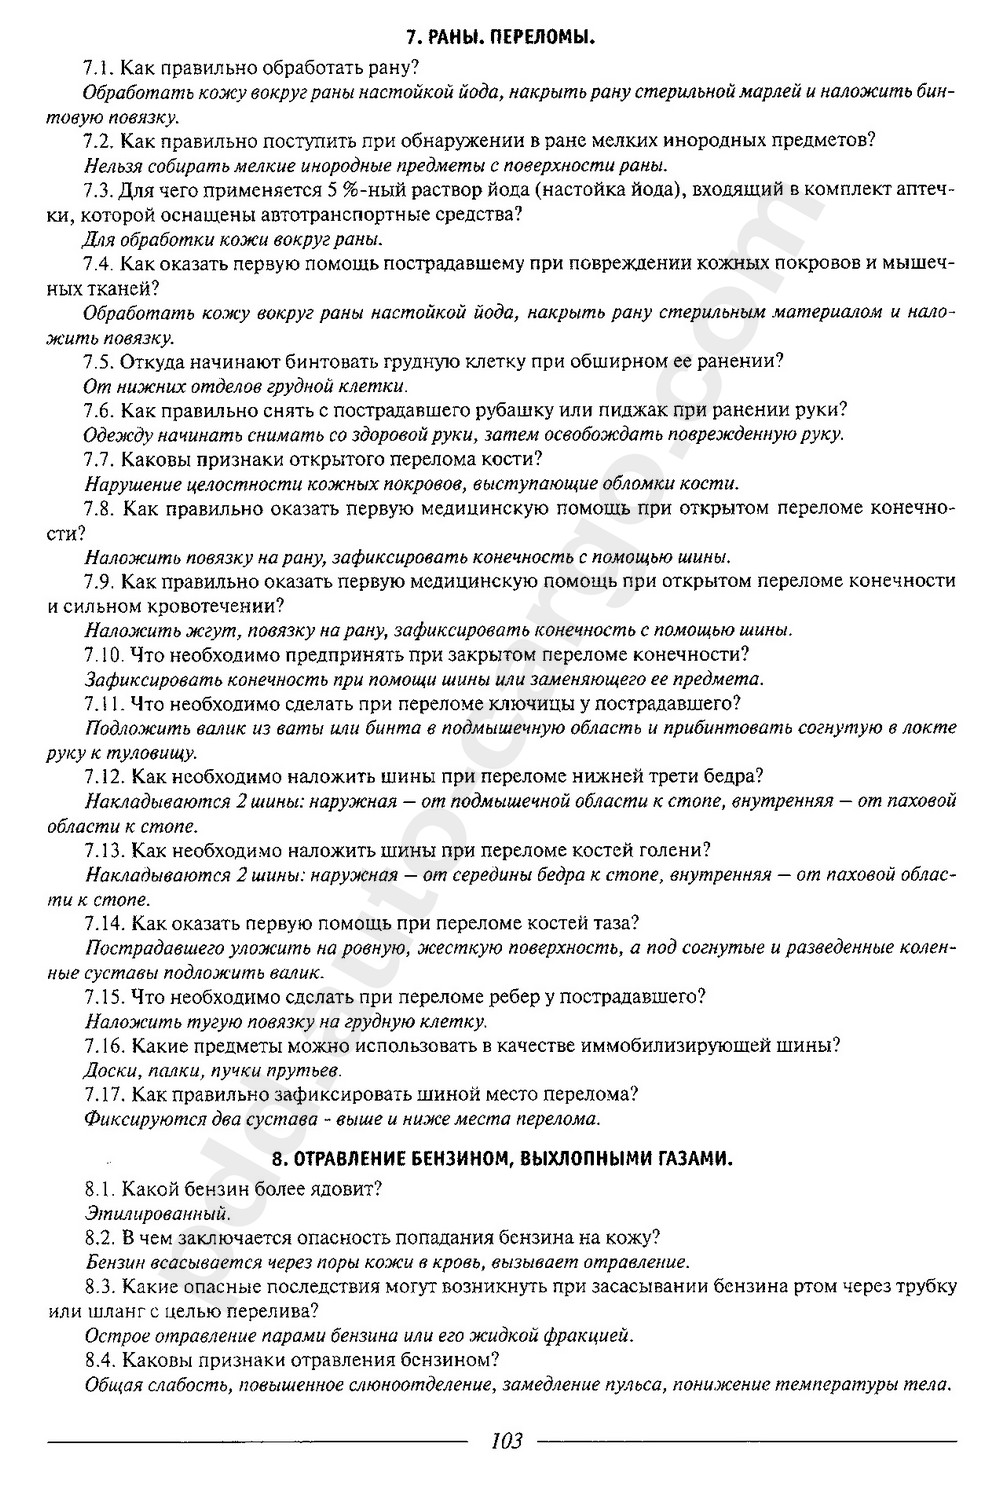 7. РАНЫ. ПЕРЕЛОМЫ.
7.1. Как правильно обработать рану?
Обработать кожу вокруг раны настойкой йода, накрыть рану стерильной марлей и наложить бин-
товую повязку.
7.2. Как правильно поступить при обнаружении в ране мелких инородных предметов?
Нельзя собирать мелкие инородные предметы с поверхности раны.
7.3. Для чего применяется 5 %-ный раствор йода (настойка йода), входящий в комплект аптеч-
ки, которой оснащены автотранспортные средства?
Для обработки кожи вокруг раны.
7.4. Как оказать первую помощь пострадавшему при повреждении кожных покровов и мышеч-
ных тканей?
Обработать кожу вокруг раны настойкой йода, накрыть рану стерильным материалом и нало-
жить повязку.
7.5. Откуда начинают бинтовать грудную клетку при обширном ее ранении?
От нижних отделов грудной клетки.
7.6. Как правильно снять с пострадавшего рубашку или пиджак при ранении руки?
Одежду начинать снимать со здоровой руки, затем освобождать поврежденную руку.
7.7. Каковы признаки открытого перелома кости?
Нарушение целостности кожных покровов, выступающие обломки кости.
7.8. Как правильно оказать первую медицинскую помощь при открытом переломе конечно-
сти?
Наложить повязку на рану, зафиксировать конечность с помощью шины.
7.9. Как правильно оказать первую медицинскую помощь при открытом переломе конечности
и сильном кровотечении?
Наложить жгут, повязку на рану, зафиксировать конечность с помощью шины.
7.10. Что необходимо предпринять при закрытом переломе конечности?
Зафиксировать конечность при помощи шины или заменяющего ее предмета.
7.11. Что необходимо сделать при переломе ключицы у пострадавшего?
Подложить валик из ваты или бинта в подмышечную область и прибинтовать согнутую в локте
руку к туловищу.
7.12. Как необходимо наложить шины при переломе нижней трети бедра?
Накладываются 2 шины: наружная – от подмышечной области к стопе, внутренняя – от паховой
области к стопе.
7.13. Как необходимо наложить шины при переломе костей голени?
Накладываются 2 шины: наружная – от середины бедра к стопе, внутренняя – от паховой облас-
ти к стопе.
7.14. Как оказать первую помощь при переломе костей таза?
Пострадавшего уложить на ровную, жесткую поверхность, а под согнутые и разведенные колен-
ные суставы подложить валик.
7.15. Что необходимо сделать при переломе ребер у пострадавшего?
Наложить тугую повязку на грудную клетку.
7.16. Какие предметы можно использовать в качестве иммобилизирующей шины?
Доски, палки, пучки прутьев.
7.17. Как правильно зафиксировать шиной место перелома?
Фиксируются два сустава - выше и ниже места перелома.
8. ОТРАВЛЕНИЕ БЕНЗИНОМ, ВЫХЛОПНЫМИ ГАЗАМИ.
8.1. Какой бензин более ядовит?
Этилированный.
8.2. В чем заключается опасность попадания бензина на кожу?
Бензин всасывается через поры кожи в кровь, вызывает отравление.
8.3. Какие опасные последствия могут возникнуть при засасывании бензина ртом через трубку
или шланг с целью перелива?
Острое отравление парами бензина или его жидкой фракцией.
8.4. Каковы признаки отравления бензином?
Общая слабость, повышенное слюноотделение, замедление пульса, понижение температуры тела.
103
pdd.auto-cargo.com